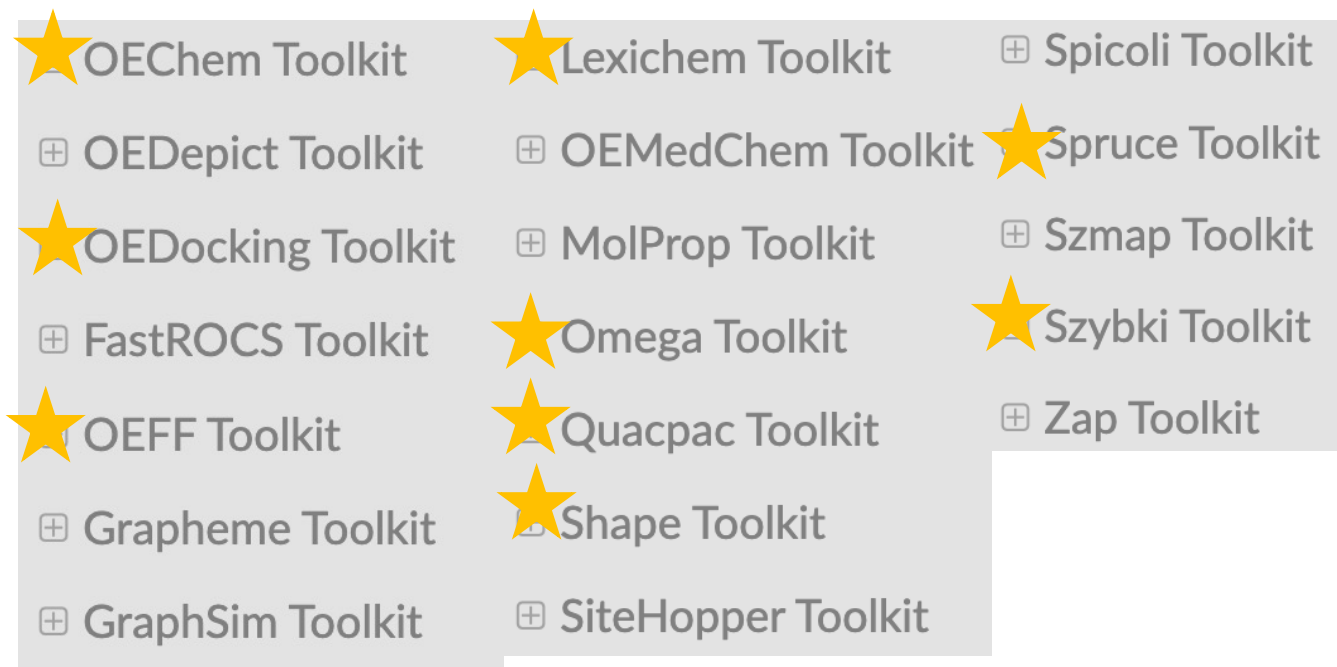 OEChem Toolkit
OEDepict Toolkit
OEDocking Toolkit
FastROCS Toolkit
OEFF Toolkit
Grapheme Toolkit
GraphSim Toolkit
Lexichem Toolkit
OEMedChem Toolkit
MolProp Toolkit
Omega Toolkit
Quacpac Toolkit
Shape Toolkit
SiteHopper Toolkit
Spicoli Toolkit
Spruce Toolkit
Szmap Toolkit
Szybki Toolkit
Zap Toolkit